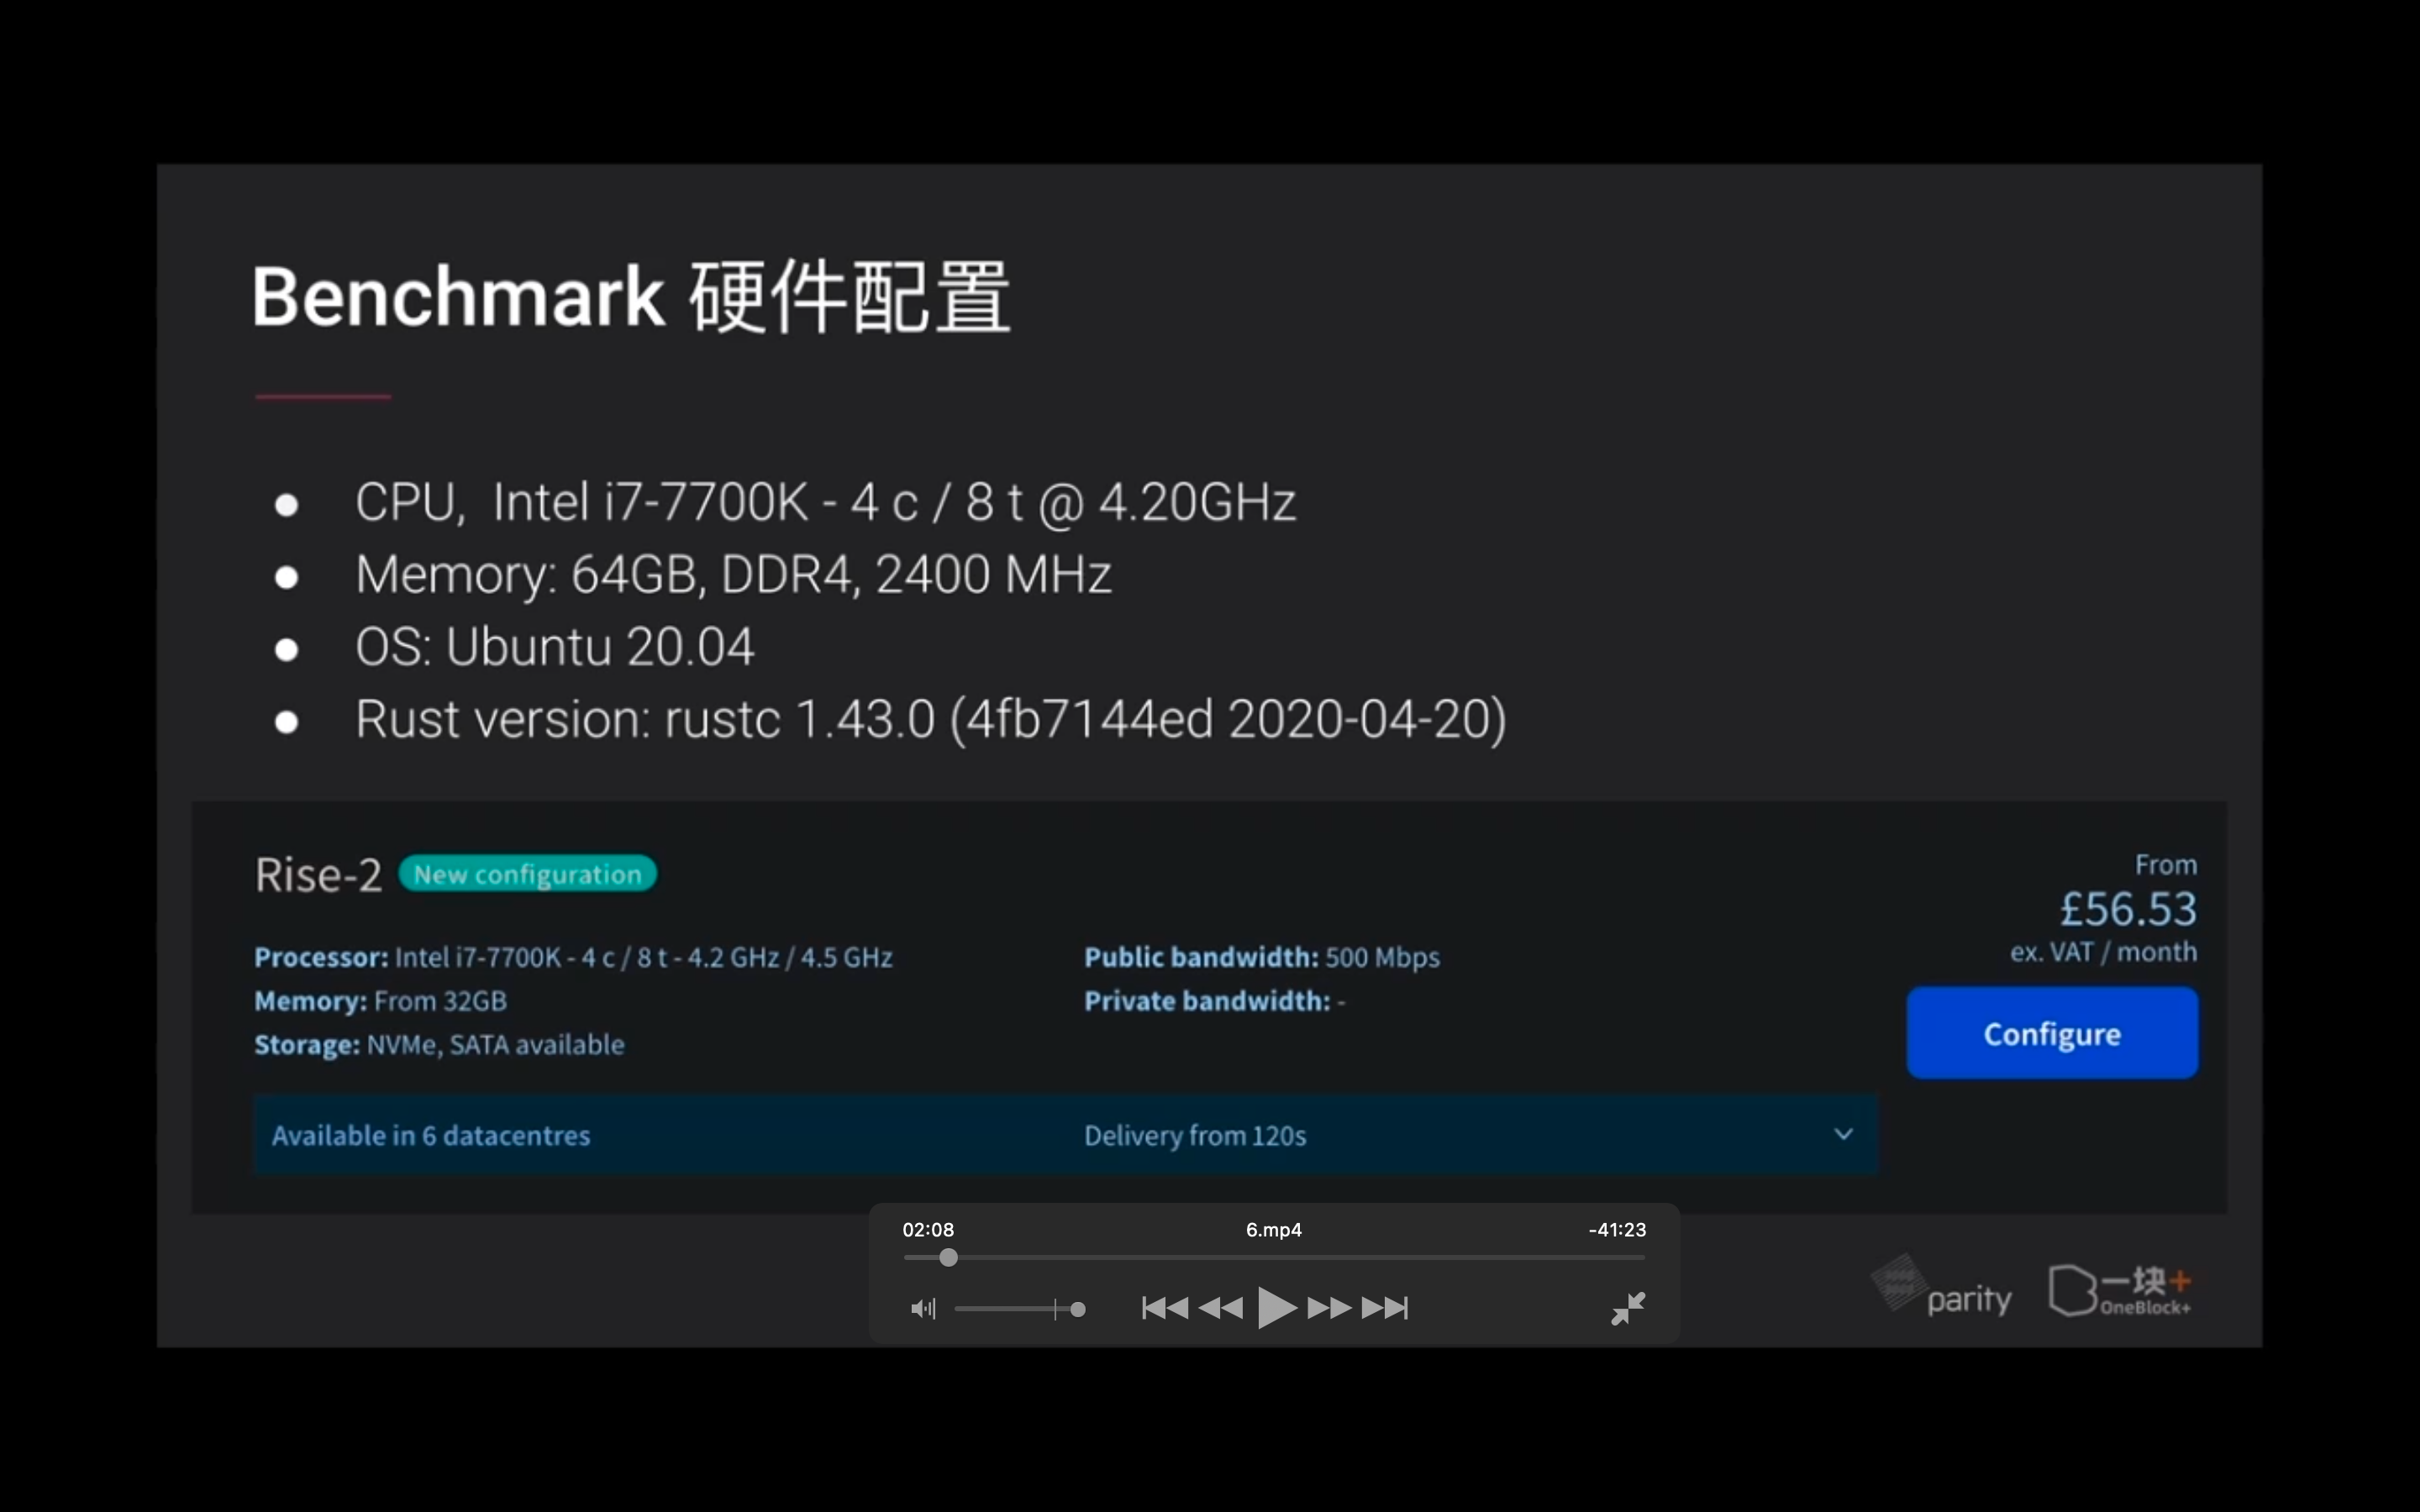 Benchmark 硬件配置
● CPU, Intel i7-7700K - 4 c / 8 t @ 4.20GHz
● Memory: 64GB, DDR4, 2400 MHz
● OS: Ubuntu 20.04
● Rust version: rustc 1.43.0 (4fb7144ed 2020-04-20)
Rise-2 New configuration
From
£56.53
ex. VAT / month
Processor: Intel i7-7700K - 4 c / 8 t - 4.2 GHz / 4.5 GHz
Memory: From 32GB
Storage: NVMe, SATA available
Public bandwidth: 500 Mbps
Private bandwidth: -
Configure
Available in 6 datacentres
Delivery from 120s
02:08 6.mp4 -41:23
parity
一块+
OneBlock+